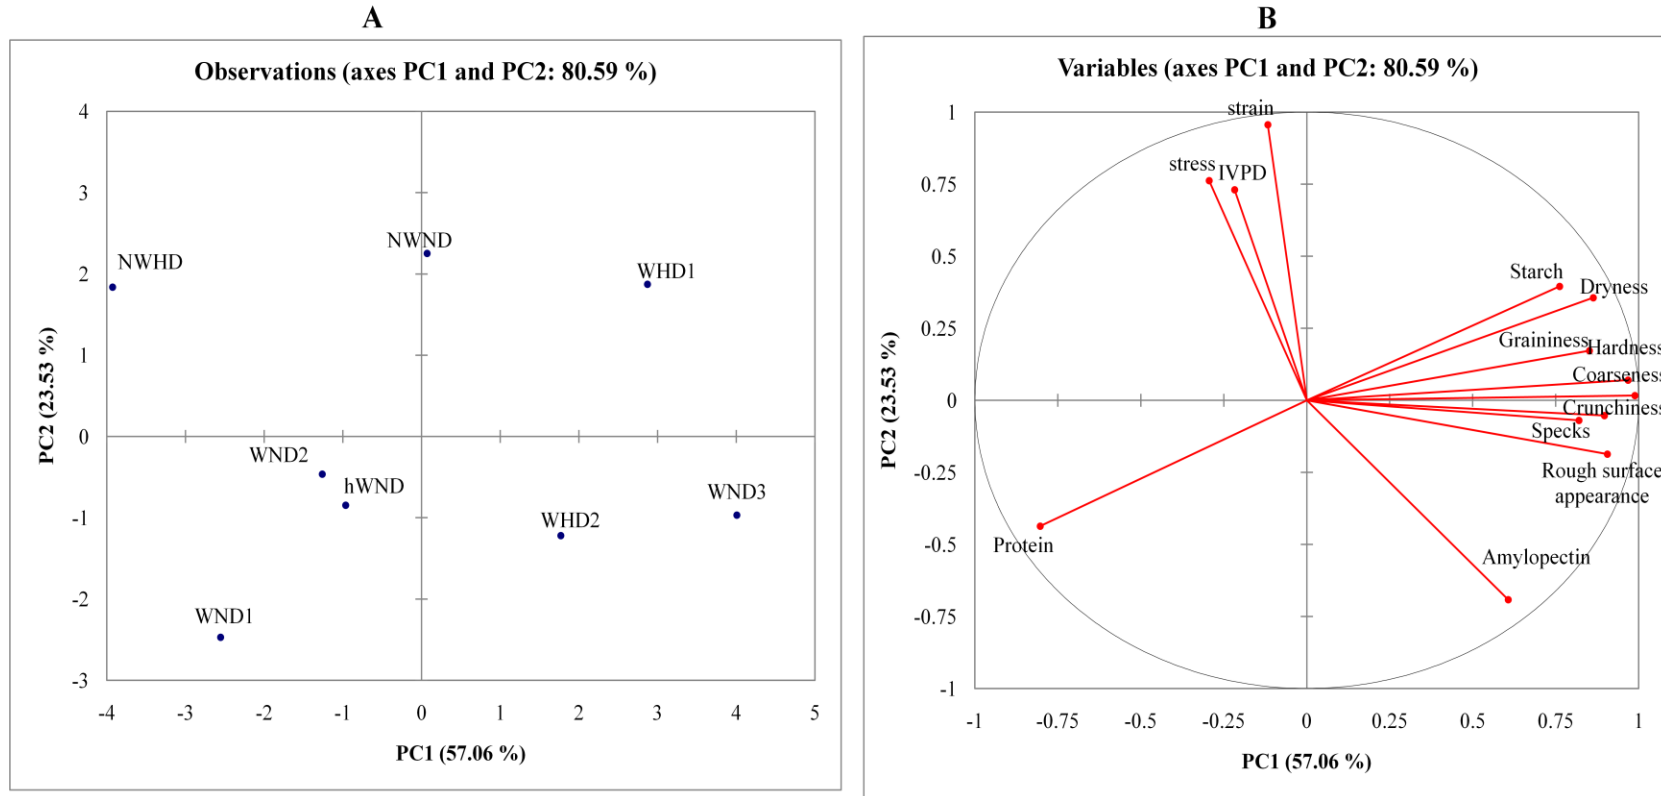 A
B
Observations (axes PC1 and PC2: 80.59 %)
4
3
2
1
0
-1
-2
-3
-4
-3
-2
-1
0
1
2
3
4
5
PC2 (23.53 %)
PC1 (57.06 %)
NWHD
NWND
WHD1
WND2
hWND
WHD2
WND3
WND1
Variables (axes PC1 and PC2: 80.59 %)
1
0.75
0.5
0.25
0
-0.25
-0.5
-0.75
-1
-1
-0.75
-0.5
-0.25
0
0.25
0.5
0.75
1
PC2 (23.53 %)
PC1 (57.06 %)
strain
stress
IVPD
Starch
Dryness
Graininess
Hardness
Coarseness
Crunchiness
Specks
Rough surface
appearance
Protein
Amylopectin